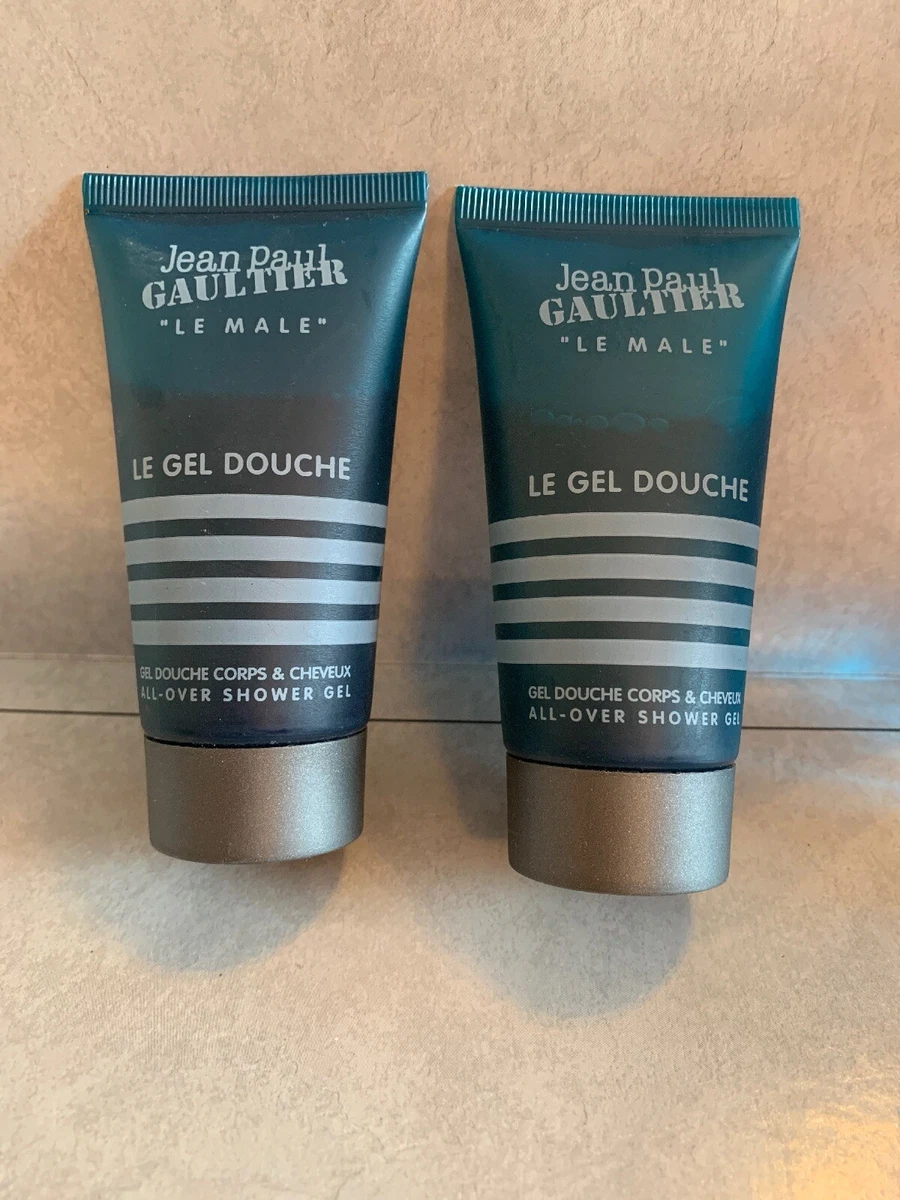 Jean Paul
GAULTIER
"LE MALE"
LE GEL DOUCHE
GEL DOUCHE CORPS & CHEVEUX
ALL-OVER SHOWER GEL
Jean Paul
GAULTIER
"LE MALE"
LE GEL DOUCHE
GEL DOUCHE CORPS & CHEVEUX
ALL-OVER SHOWER GEL